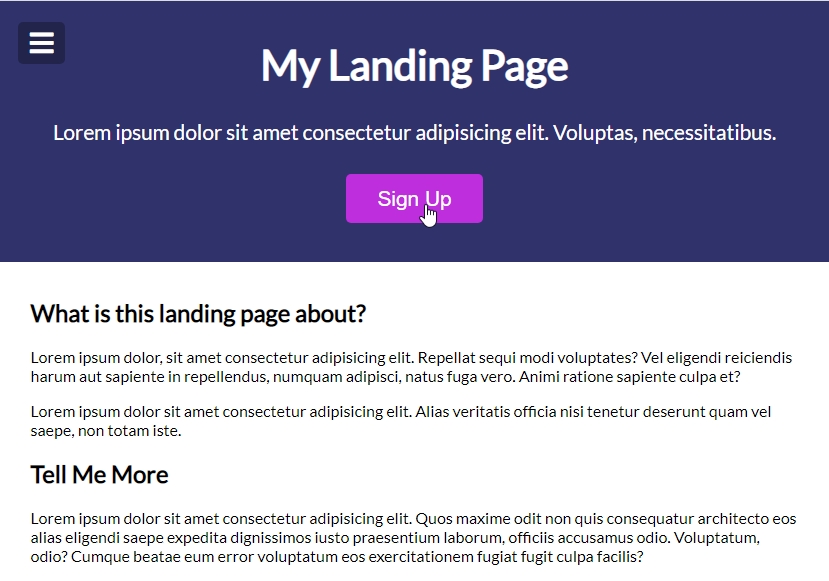 My Landing Page
Lorem ipsum dolor sit amet consectetur adipisicing elit. Voluptas, necessitatibus.
Sign Up
What is this landing page about?
Lorem ipsum dolor, sit amet consectetur adipisicing elit. Repellat sequi modi voluptates? Vel eligendi reiciendis
harum aut sapiente in repellendus, numquam adipisci, natus fuga vero. Animi ratione sapiente culpa et?
Lorem ipsum dolor sit amet consectetur adipisicing elit. Alias veritatis officia nisi tenetur deserunt quam vel
saepe, non totam iste.
Tell Me More
Lorem ipsum dolor sit amet consectetur adipisicing elit. Quos maxime odit non quis consequatur architecto eos
alias eligendi saepe expedita dignissimos iusto praesentium laborum, officiis accusamus odio. Voluptatum,
odio? Cumque beatae eum error voluptatum eos exercitationem fugiat fugit culpa facilis?